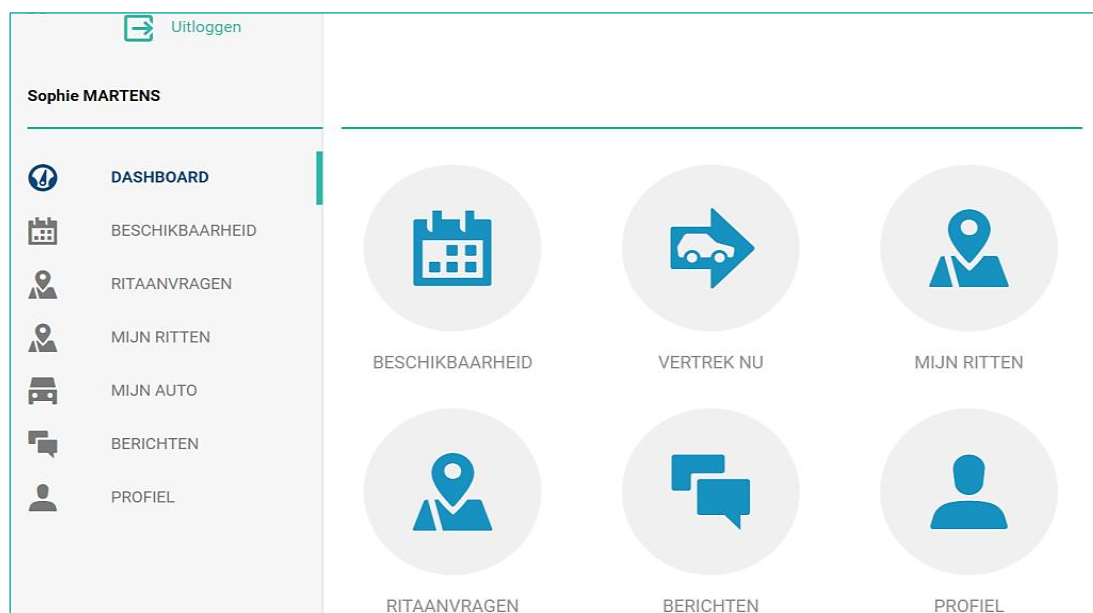 Uitloggen
Sophie MARTENS
DASHBOARD
BESCHIKBAARHEID
RITAANVRAGEN
MIJN RITTEN
MIJN AUTO
BERICHTEN
PROFIEL
BESCHIKBAARHEID
VERTREK NU
MIJN RITTEN
RITAANVRAGEN
BERICHTEN
PROFIEL